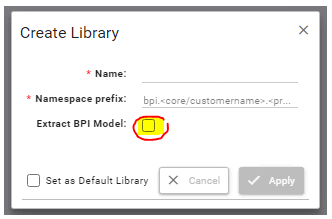 Create Library
* Name:
* Namespace prefix: bpi.<core/customername>.<pr...
Extract BPI Model:
Set as Default Library Cancel Apply